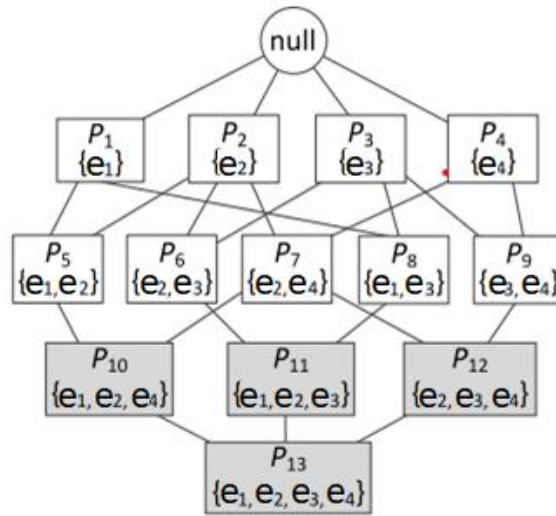 null
P₁
{e₁}
P₂
{e₂}
P₃
{e₃}
P₄
{e₄}
P₅
{e₁,e₂}
P₆
{e₂,e₃}
P₇
{e₂,e₄}
P₈
{e₁,e₃}
P₉
{e₃,e₄}
P₁₀
{e₁, e₂, e₄}
P₁₁
{e₁, e₂, e₃}
P₁₂
{e₂, e₃, e₄}
P₁₃
{e₁, e₂, e₃, e₄}